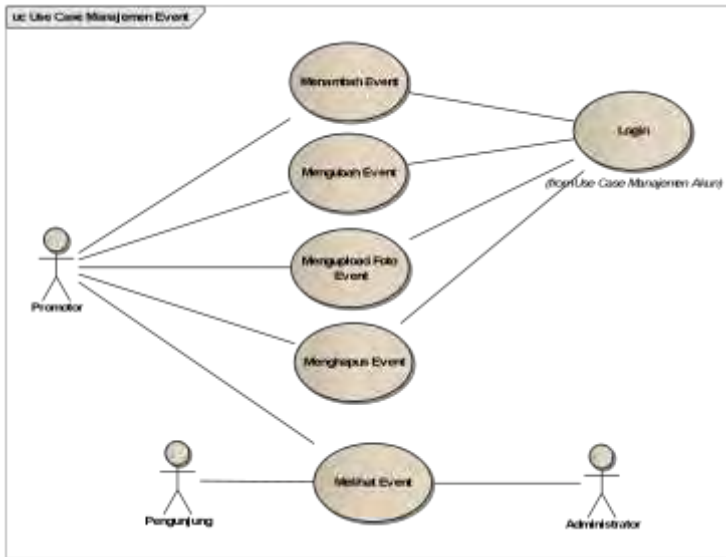 uc Use Case Manajemen Event
Menambah Event
Login
(from Use Case Manajemen Akun)
Mengubah Event
Mengupload Foto
Event
Promotor
Menghapus Event
Melihat Event
Pengunjung
Administrator